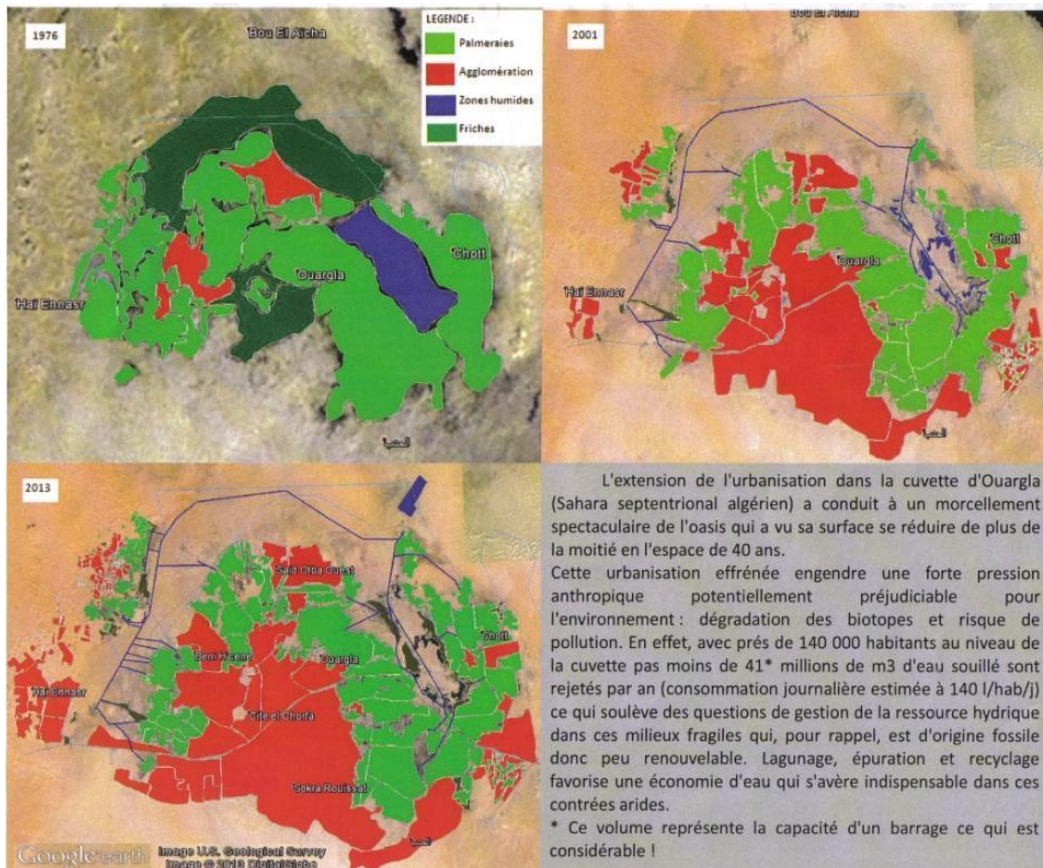 1976
Bou El Aïcha
LEGENDE :
Palmeraies
Agglomération
Zones humides
Friches
Haï Ennasr
Ouargla
Chott
الحدب
2001
Bou El Aïcha
Haï Ennasr
Ouargla
Chott
2013
Saïd Otba Ouest
Beni H'cene
Ouargla
Chott
Haï Ennasr
Cite el Chorfa
Sokra Rouissat
Google earth
Image U.S. Geological Survey
Image © 2013 DigitalGlobe
L'extension de l'urbanisation dans la cuvette d'Ouargla
(Sahara septentrional algérien) a conduit à un morcellement
spectaculaire de l'oasis qui a vu sa surface se réduire de plus de
la moitié en l'espace de 40 ans.
Cette urbanisation effrénée engendre une forte pression
anthropique potentiellement préjudiciable pour
l'environnement : dégradation des biotopes et risque de
pollution. En effet, avec prés de 140 000 habitants au niveau de
la cuvette pas moins de 41* millions de m3 d'eau souillé sont
rejetés par an (consommation journalière estimée à 140 l/hab/j)
ce qui soulève des questions de gestion de la ressource hydrique
dans ces milieux fragiles qui, pour rappel, est d'origine fossile
donc peu renouvelable. Lagunage, épuration et recyclage
favorise une économie d'eau qui s'avère indispensable dans ces
contrées arides.
* Ce volume représente la capacité d'un barrage ce qui est
considérable !